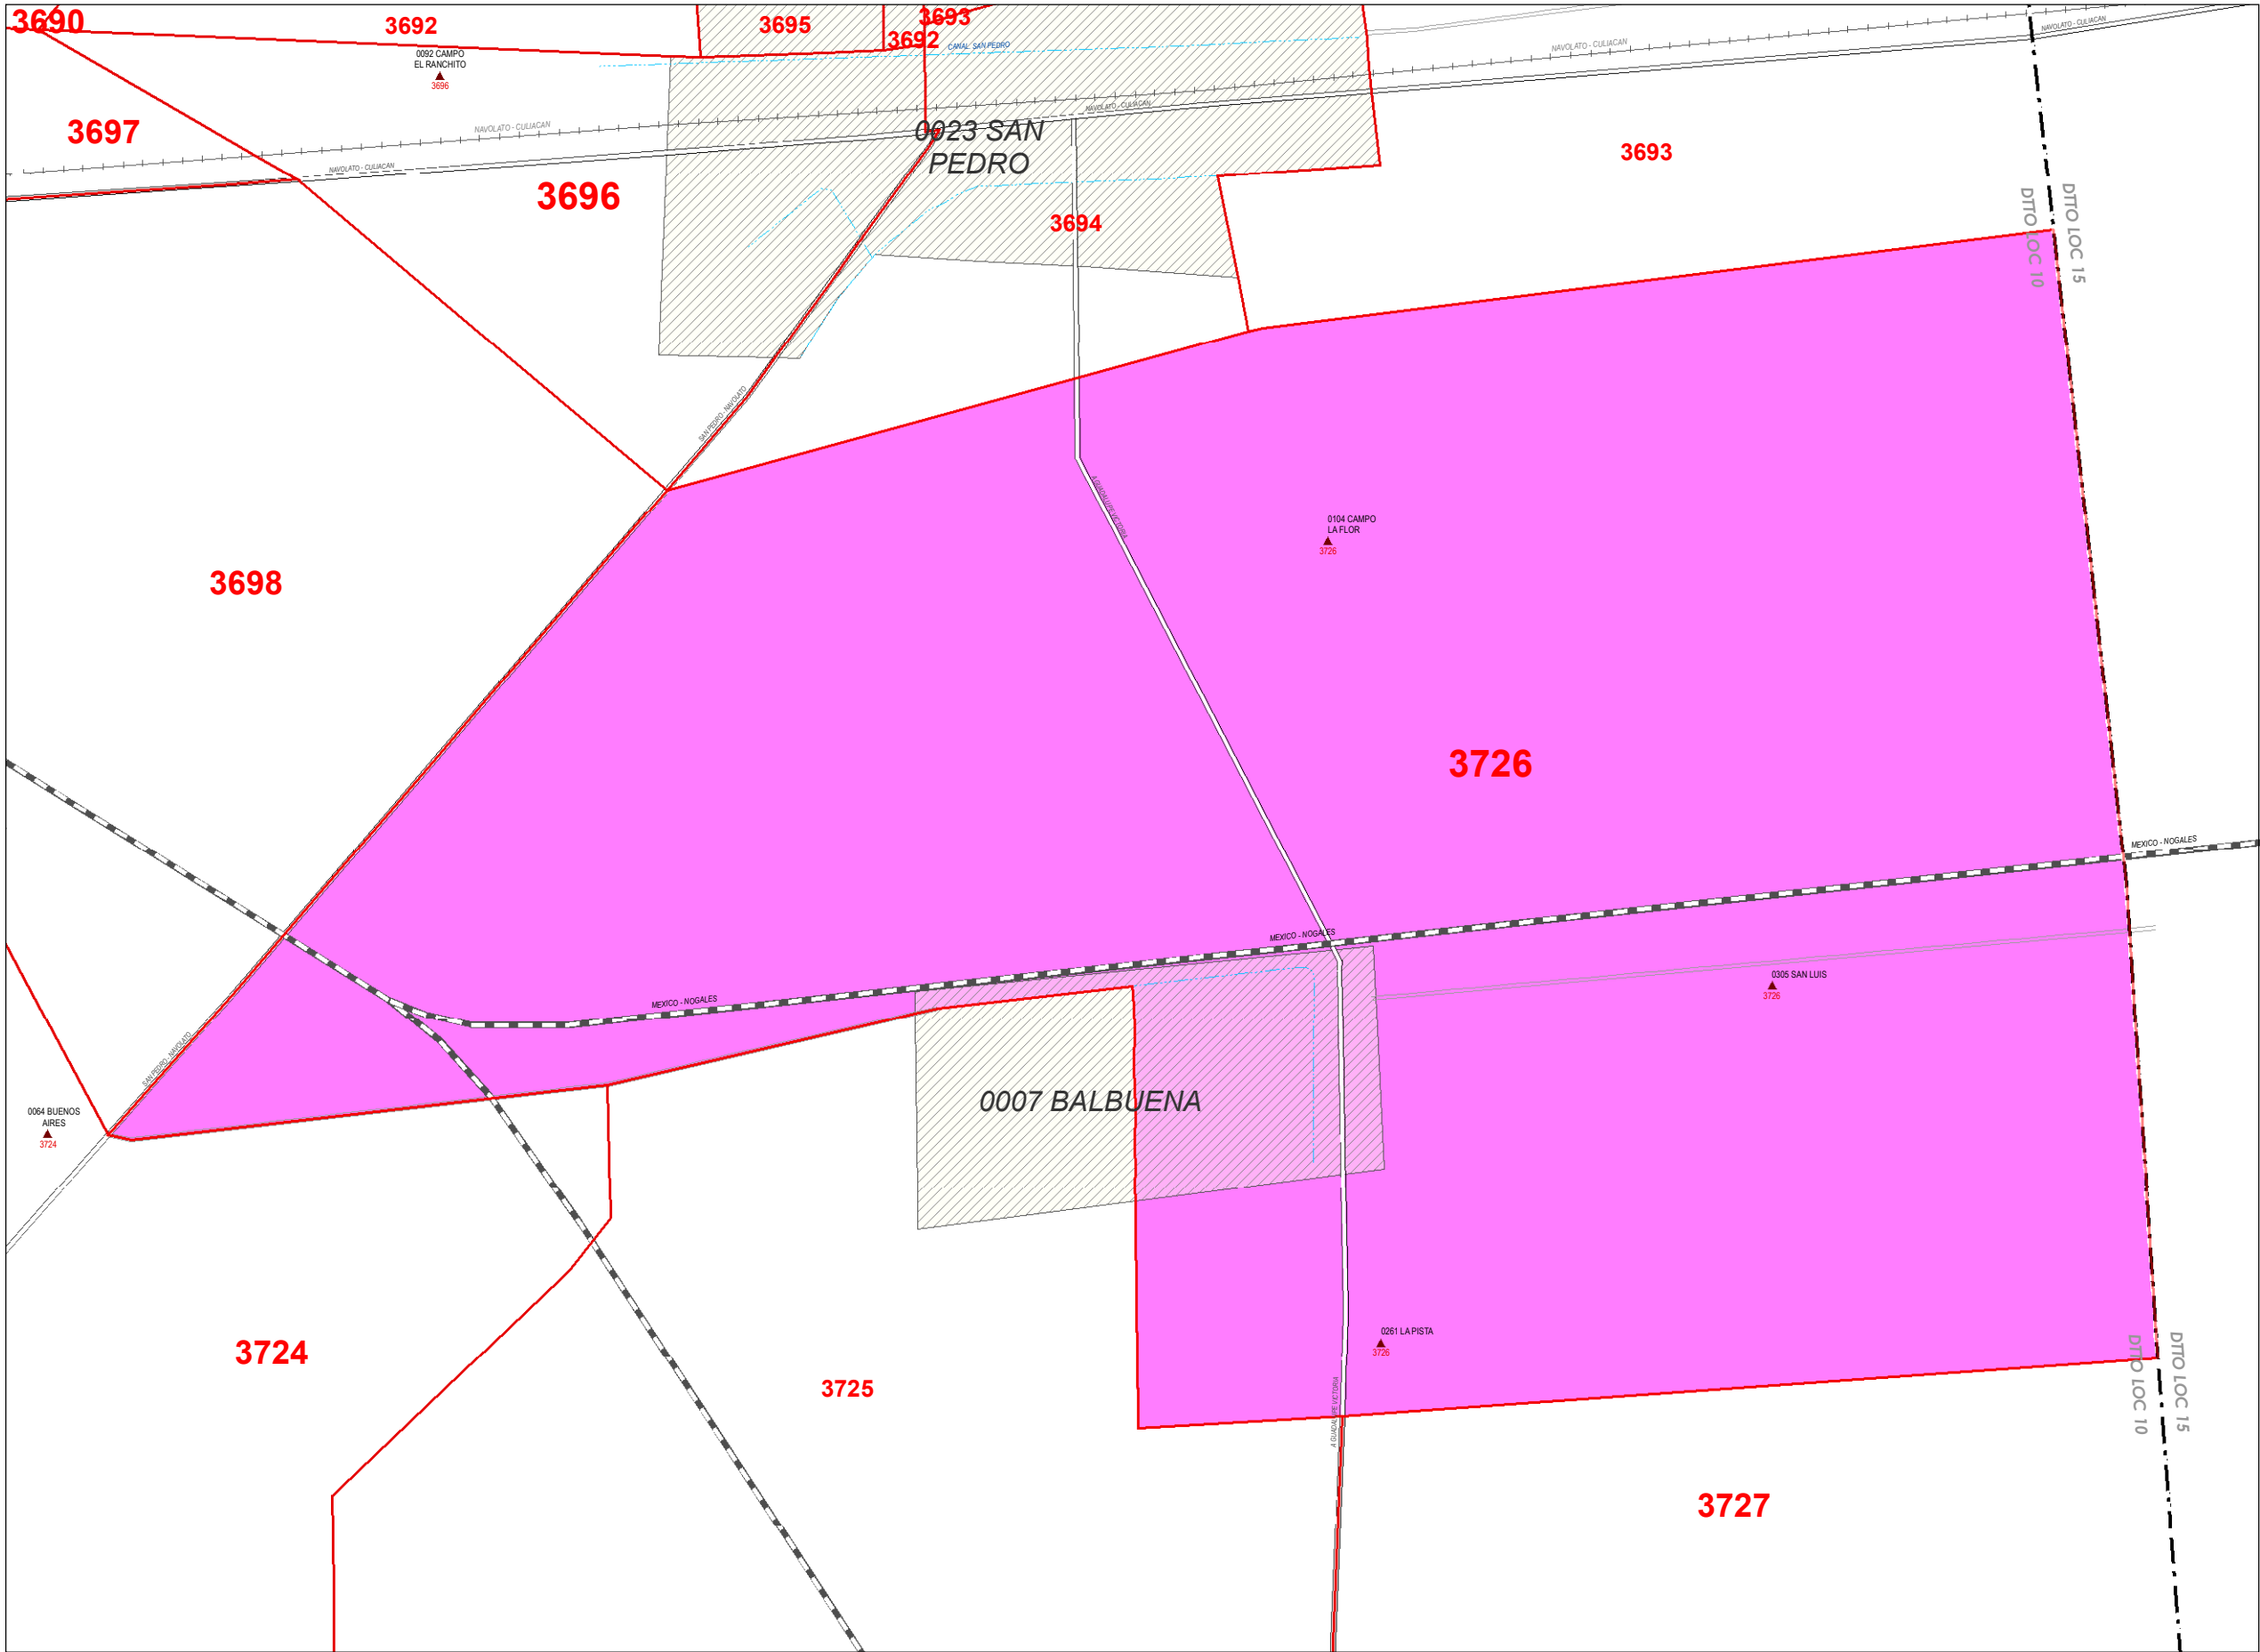 3690
3692
3695
3693
3692
CANAL SAN PEDRO
NAVOLATO - CULIACAN
NAVOLATO - CULIACAN
0092 CAMPO
EL RANCHITO
3696
NAVOLATO - CULIACAN
NAVOLATO - CULIACAN
NAVOLATO - CULIACAN
3697
0023 SAN
PEDRO
3693
3696
3694
DTTO LOC 10
DTTO LOC 15
SAN PEDRO - NAVOLATO
A GUADALUPE VICTORIA
0104 CAMPO
LA FLOR
3726
3698
3726
MEXICO - NOGALES
MEXICO - NOGALES
MEXICO - NOGALES
0305 SAN LUIS
3726
SAN PEDRO - NAVOLATO
0064 BUENOS
AIRES
3724
0007 BALBUENA
0261 LA PISTA
3726
3724
3725
A GUADALUPE VICTORIA
DTTO LOC 10
DTTO LOC 15
3727